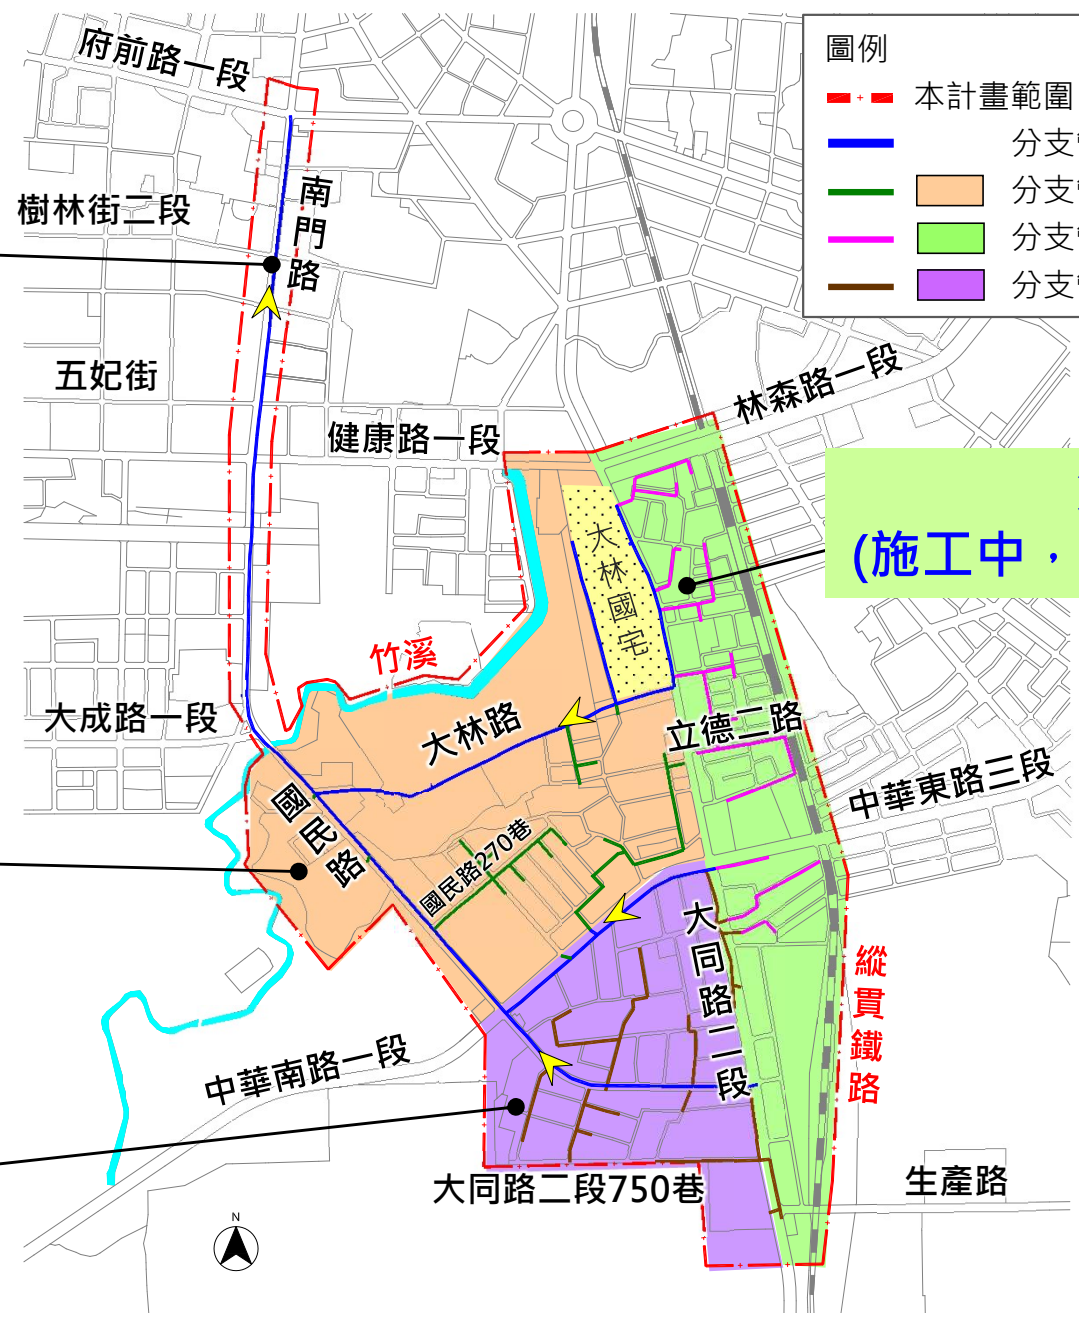 圖例
本計畫範圍
分支
分支
分支
分支
府前路一段
樹林街二段
南門路
五妃街
健康路一段
林森路一段
(施工中，
大林國宅
竹溪
大成路一段
大林路
立德二路
中華東路三段
國民路
國民路270巷
大同路二段
縱貫鐵路
中華南路一段
大同路二段750巷
生產路
N